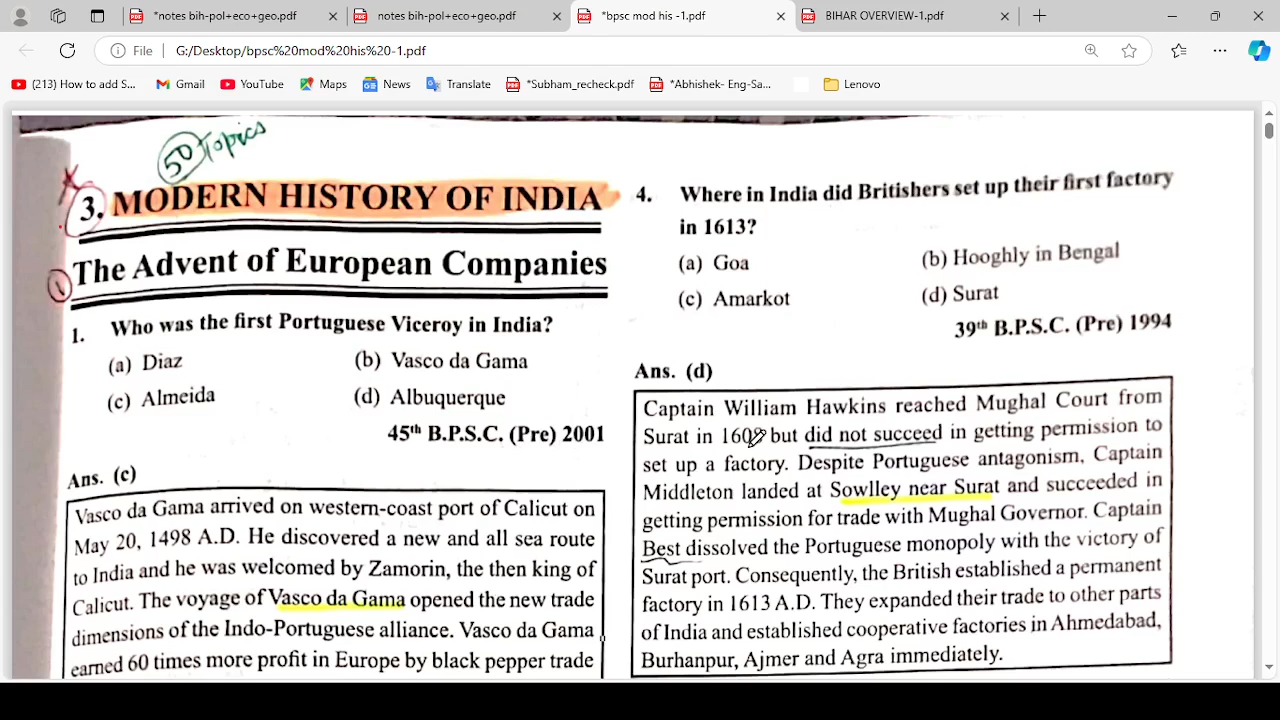 *notes bih-pol+eco+geo.pdf
notes bih-pol+eco+geo.pdf
*bpsc mod his -1.pdf
BIHAR OVERVIEW-1.pdf
File
G:/Desktop/bpsc%20mod%20his%20-1.pdf
(213) How to add S...
Gmail
YouTube
Maps
News
Translate
*Subham_recheck.pdf
*Abhishek- Eng-Sa...
Lenovo
50 Topics
3. MODERN HISTORY OF INDIA
The Advent of European Companies
1. Who was the first Portuguese Viceroy in India?
(a) Diaz
(b) Vasco da Gama
(c) Almeida
(d) Albuquerque
45th B.P.S.C. (Pre) 2001
Ans. (c)
Vasco da Gama arrived on western-coast port of Calicut on
May 20, 1498 A.D. He discovered a new and all sea route
to India and he was welcomed by Zamorin, the then king of
Calicut. The voyage of Vasco da Gama opened the new trade
dimensions of the Indo-Portuguese alliance. Vasco da Gama
earned 60 times more profit in Europe by black pepper trade
4. Where in India did Britishers set up their first factory
in 1613?
(a) Goa
(b) Hooghly in Bengal
(c) Amarkot
(d) Surat
39th B.P.S.C. (Pre) 1994
Ans. (d)
Captain William Hawkins reached Mughal Court from
Surat in but did not succeed in getting permission to
set up a factory. Despite Portuguese antagonism, Captain
Middleton landed at Sowlley near Surat and succeeded in
getting permission for trade with Mughal Governor. Captain
Best dissolved the Portuguese monopoly with the victory of
Surat port. Consequently, the British established a permanent
factory in 1613 A.D. They expanded their trade to other parts
of India and established cooperative factories in Ahmedabad,
Burhanpur, Ajmer and Agra immediately.